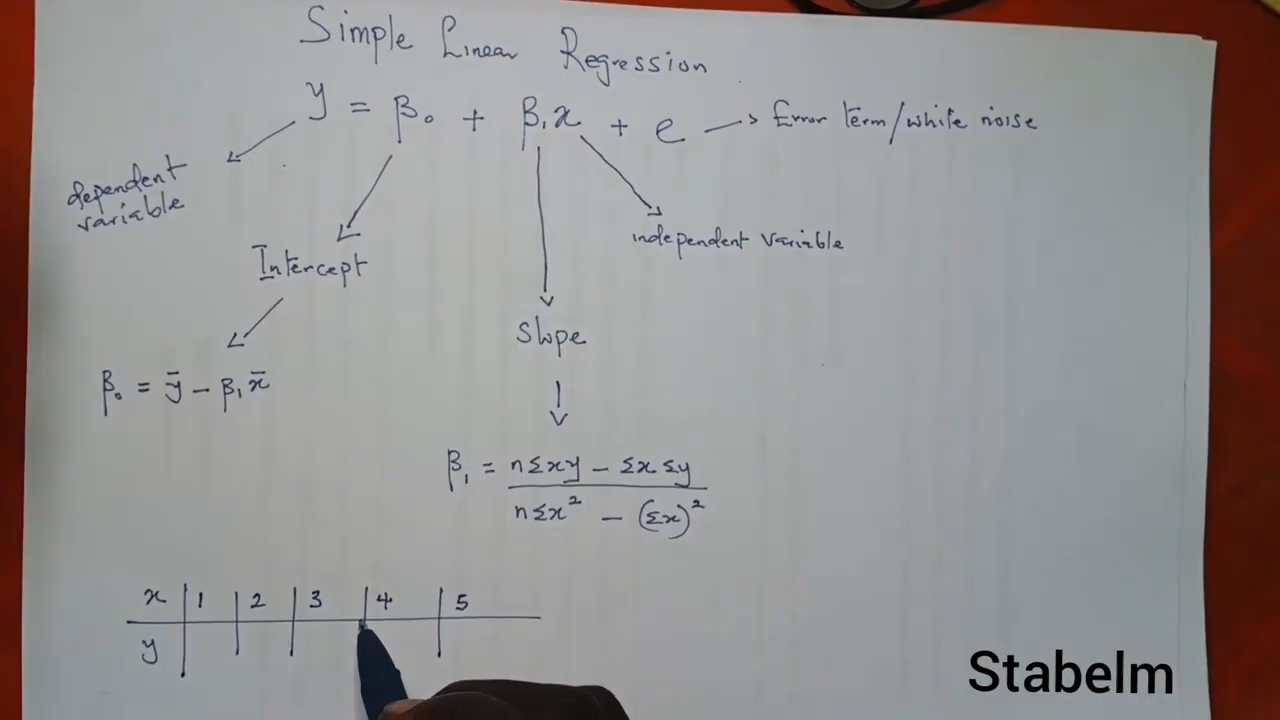 Simple Linear Regression
y = β₀ + β₁x + e → Error term/white noise
dependent
variable
independent variable
Intercept
Slope
β₀ = ȳ - β₁x̄
β₁ = nΣxy - ΣxΣy
nΣx² - (Σx)²
x | 1 | 2 | 3 | 4 | 5
y
Stabelm